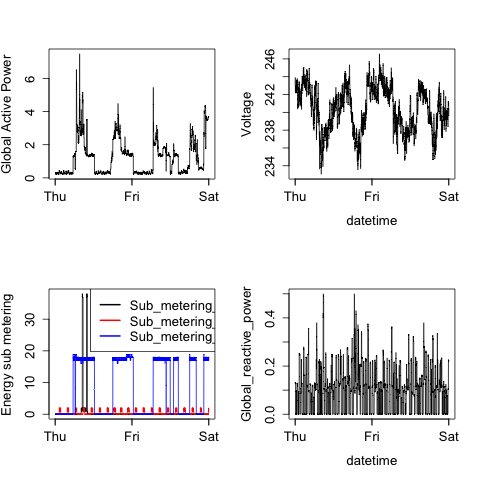 Global Active Power
0 2 4 6
Thu Fri Sat
Voltage
234 238 242 246
Thu Fri Sat
datetime
Energy sub metering
0 10 20 30
Sub_metering_
Sub_metering_
Sub_metering_
Thu Fri Sat
Global_reactive_power
0.0 0.2 0.4
Thu Fri Sat
datetime